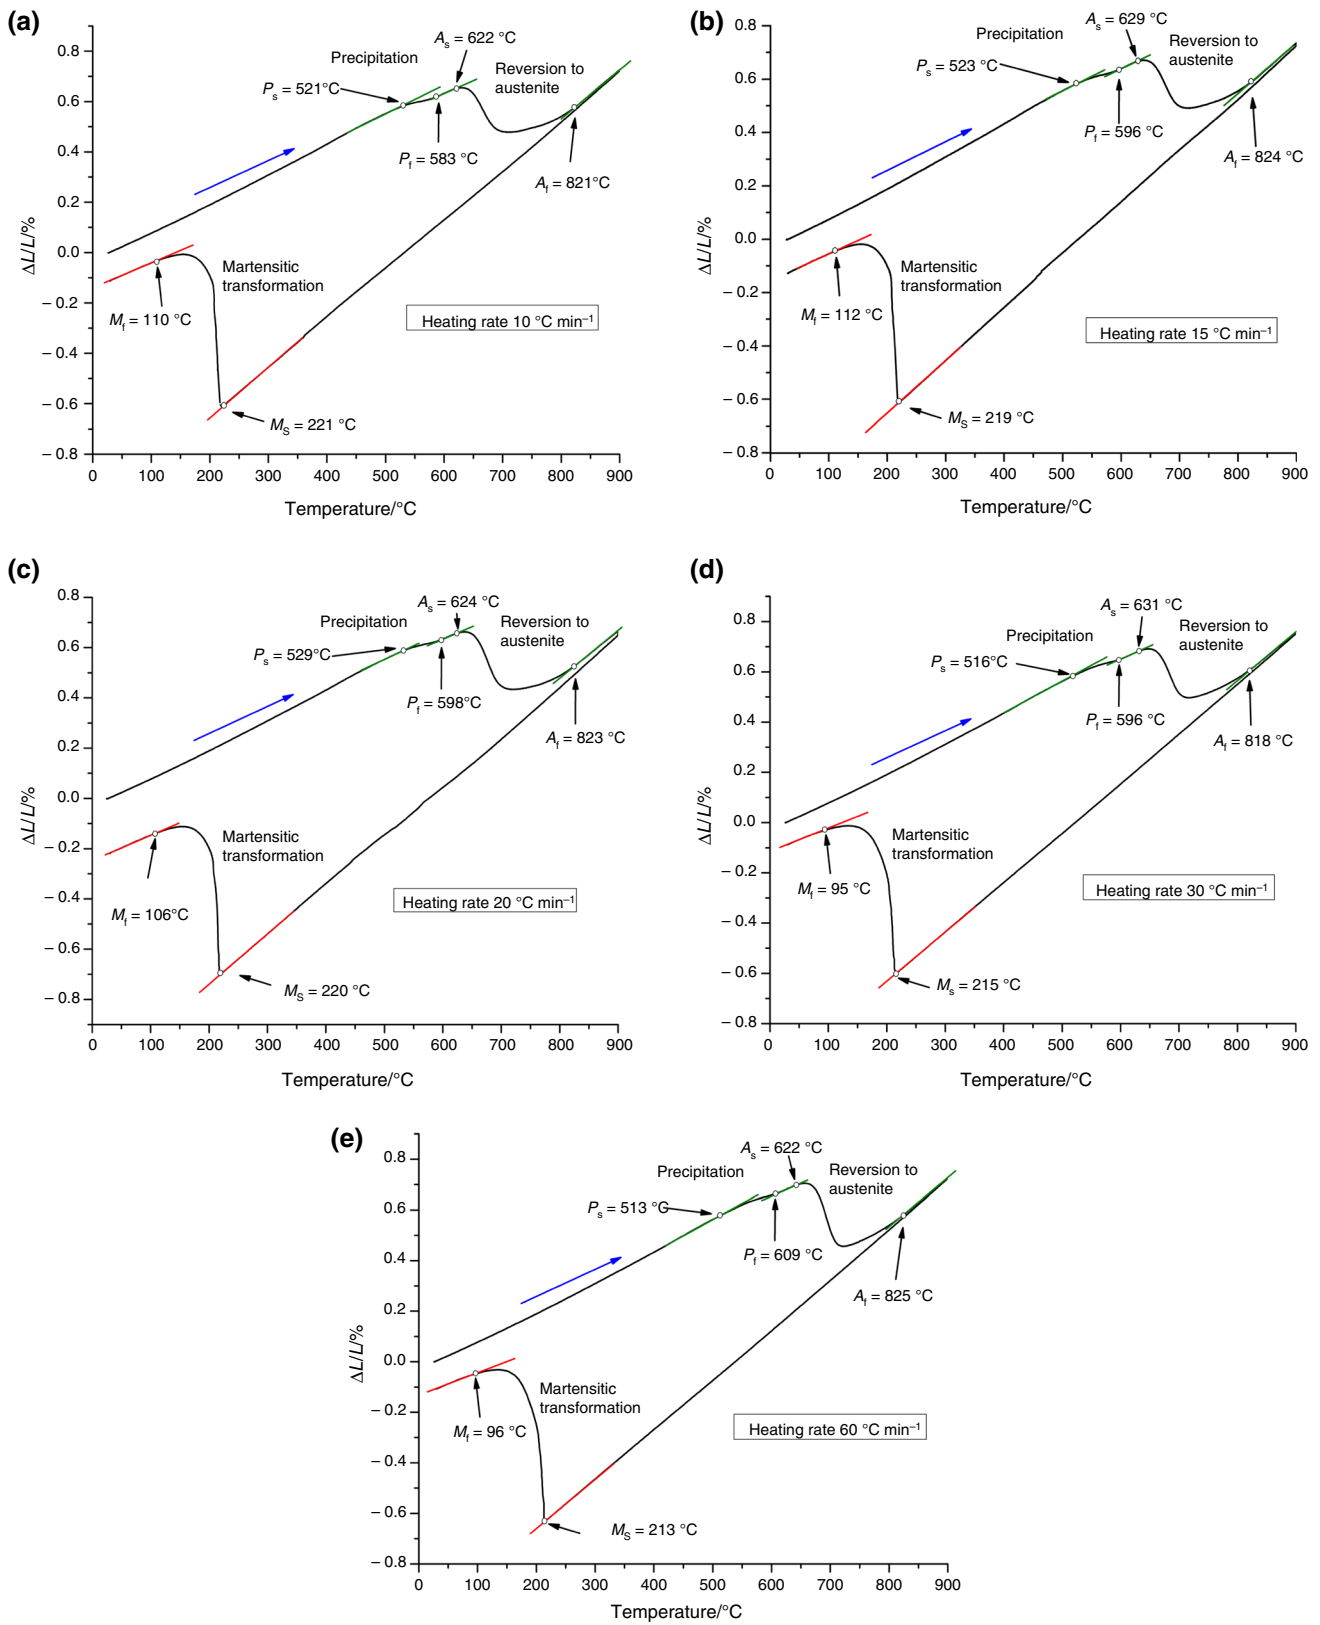 (a)
A_s = 622 °C
Precipitation
Reversion to
austenite
P_s = 521°C
P_f = 583 °C
A_f = 821°C
0.8
0.6
0.4
0.2
0.0
– 0.2
– 0.4
– 0.6
– 0.8
ΔL/L/%
Martensitic
transformation
M_f = 110 °C
Heating rate 10 °C min⁻¹
M_S = 221 °C
0 100 200 300 400 500 600 700 800 900
Temperature/°C
(b)
A_s = 629 °C
Precipitation
Reversion to
austenite
P_s = 523 °C
P_f = 596 °C
A_f = 824 °C
0.8
0.6
0.4
0.2
0.0
– 0.2
– 0.4
– 0.6
– 0.8
ΔL/L/%
Martensitic
transformation
M_f = 112 °C
Heating rate 15 °C min⁻¹
M_S = 219 °C
0 100 200 300 400 500 600 700 800 900
Temperature/°C
(c)
A_s = 624 °C
Precipitation
Reversion to
austenite
P_s = 529°C
P_f = 598°C
A_f = 823 °C
0.8
0.6
0.4
0.2
0.0
– 0.2
– 0.4
– 0.6
– 0.8
ΔL/L/%
Martensitic
transformation
M_f = 106°C
Heating rate 20 °C min⁻¹
M_S = 220 °C
0 100 200 300 400 500 600 700 800 900
Temperature/°C
(d)
A_s = 631 °C
Precipitation
Reversion to
austenite
P_s = 516°C
P_f = 596 °C
A_f = 818 °C
0.8
0.6
0.4
0.2
0.0
– 0.2
– 0.4
– 0.6
– 0.8
ΔL/L/%
Martensitic
transformation
M_f = 95 °C
Heating rate 30 °C min⁻¹
M_s = 215 °C
0 100 200 300 400 500 600 700 800 900
Temperature/°C
(e)
A_s = 622 °C
Precipitation
Reversion to
austenite
P_s = 513 °C
P_f = 609 °C
A_f = 825 °C
0.8
0.6
0.4
0.2
0.0
– 0.2
– 0.4
– 0.6
– 0.8
ΔL/L/%
Martensitic
transformation
M_f = 96 °C
Heating rate 60 °C min⁻¹
M_S = 213 °C
0 100 200 300 400 500 600 700 800 900
Temperature/°C